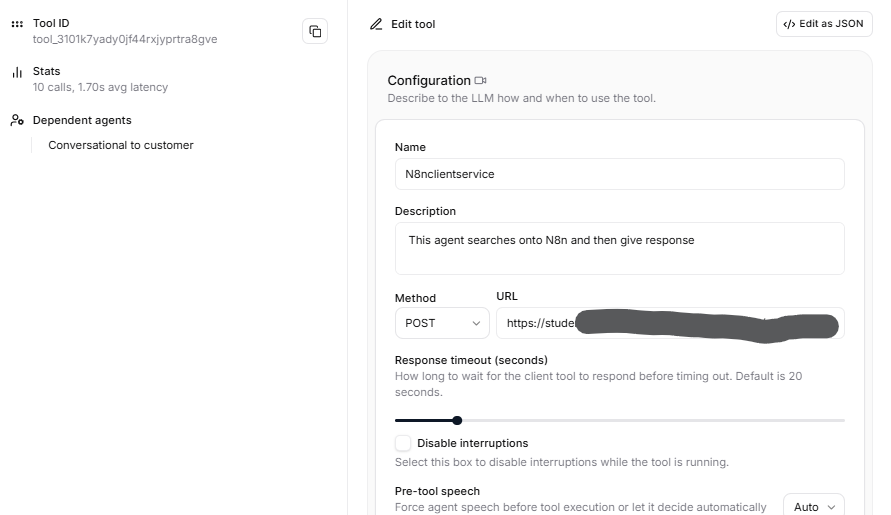 Tool ID
tool_3101k7yady0jf44rxjyprtra8gve
Stats
10 calls, 1.70s avg latency
Dependent agents
Conversational to customer
Edit tool
</> Edit as JSON
Configuration
Describe to the LLM how and when to use the tool.
Name
N8nclientservice
Description
This agent searches onto N8n and then give response
Method
URL
POST
https://stude
Response timeout (seconds)
How long to wait for the client tool to respond before timing out. Default is 20
seconds.
Disable interruptions
Select this box to disable interruptions while the tool is running.
Pre-tool speech
Force agent speech before tool execution or let it decide automatically
Auto